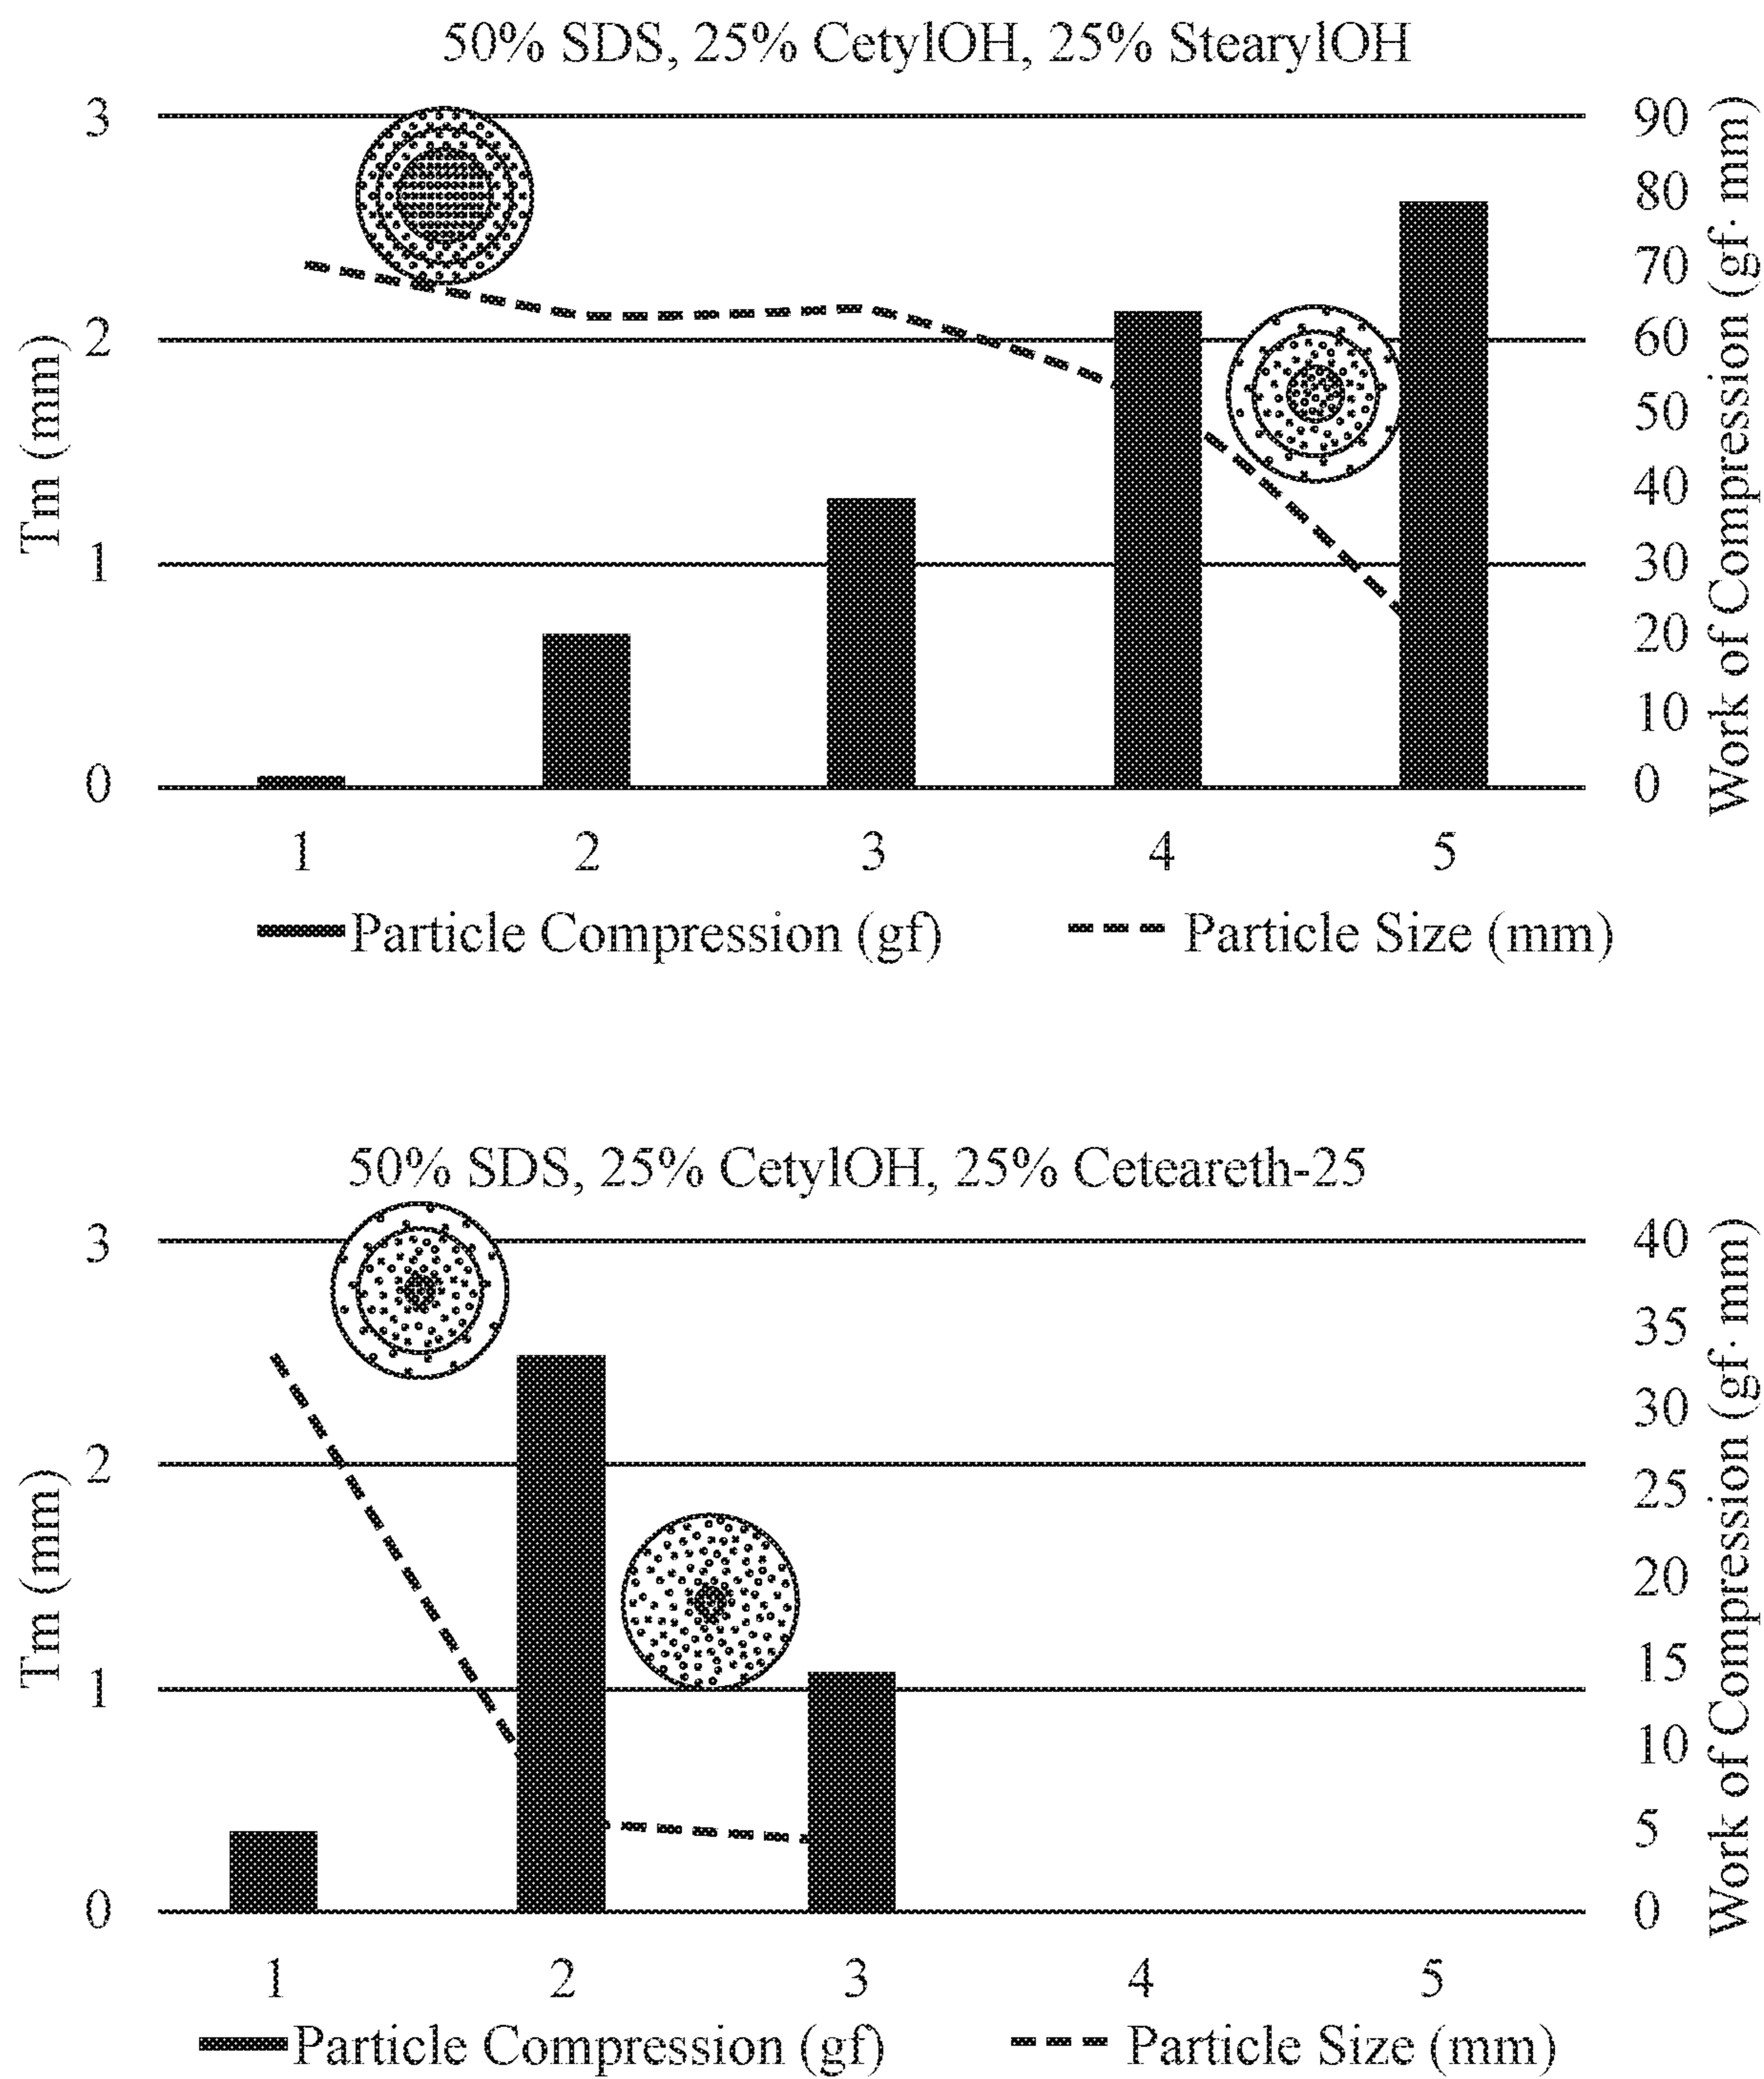 50% SDS, 25% CetylOH, 25% StearylOH
3
2
1
0
Tm (mm)
90
80
70
60
50
40
30
20
10
0
Work of Compression (gf· mm)
1 2 3 4 5
Particle Compression (gf) Particle Size (mm)
50% SDS, 25% CetylOH, 25% Ceteareth-25
3
2
1
0
Tm (mm)
40
35
30
25
20
15
10
5
0
Work of Compression (gf· mm)
1 2 3 4 5
Particle Compression (gf) Particle Size (mm)